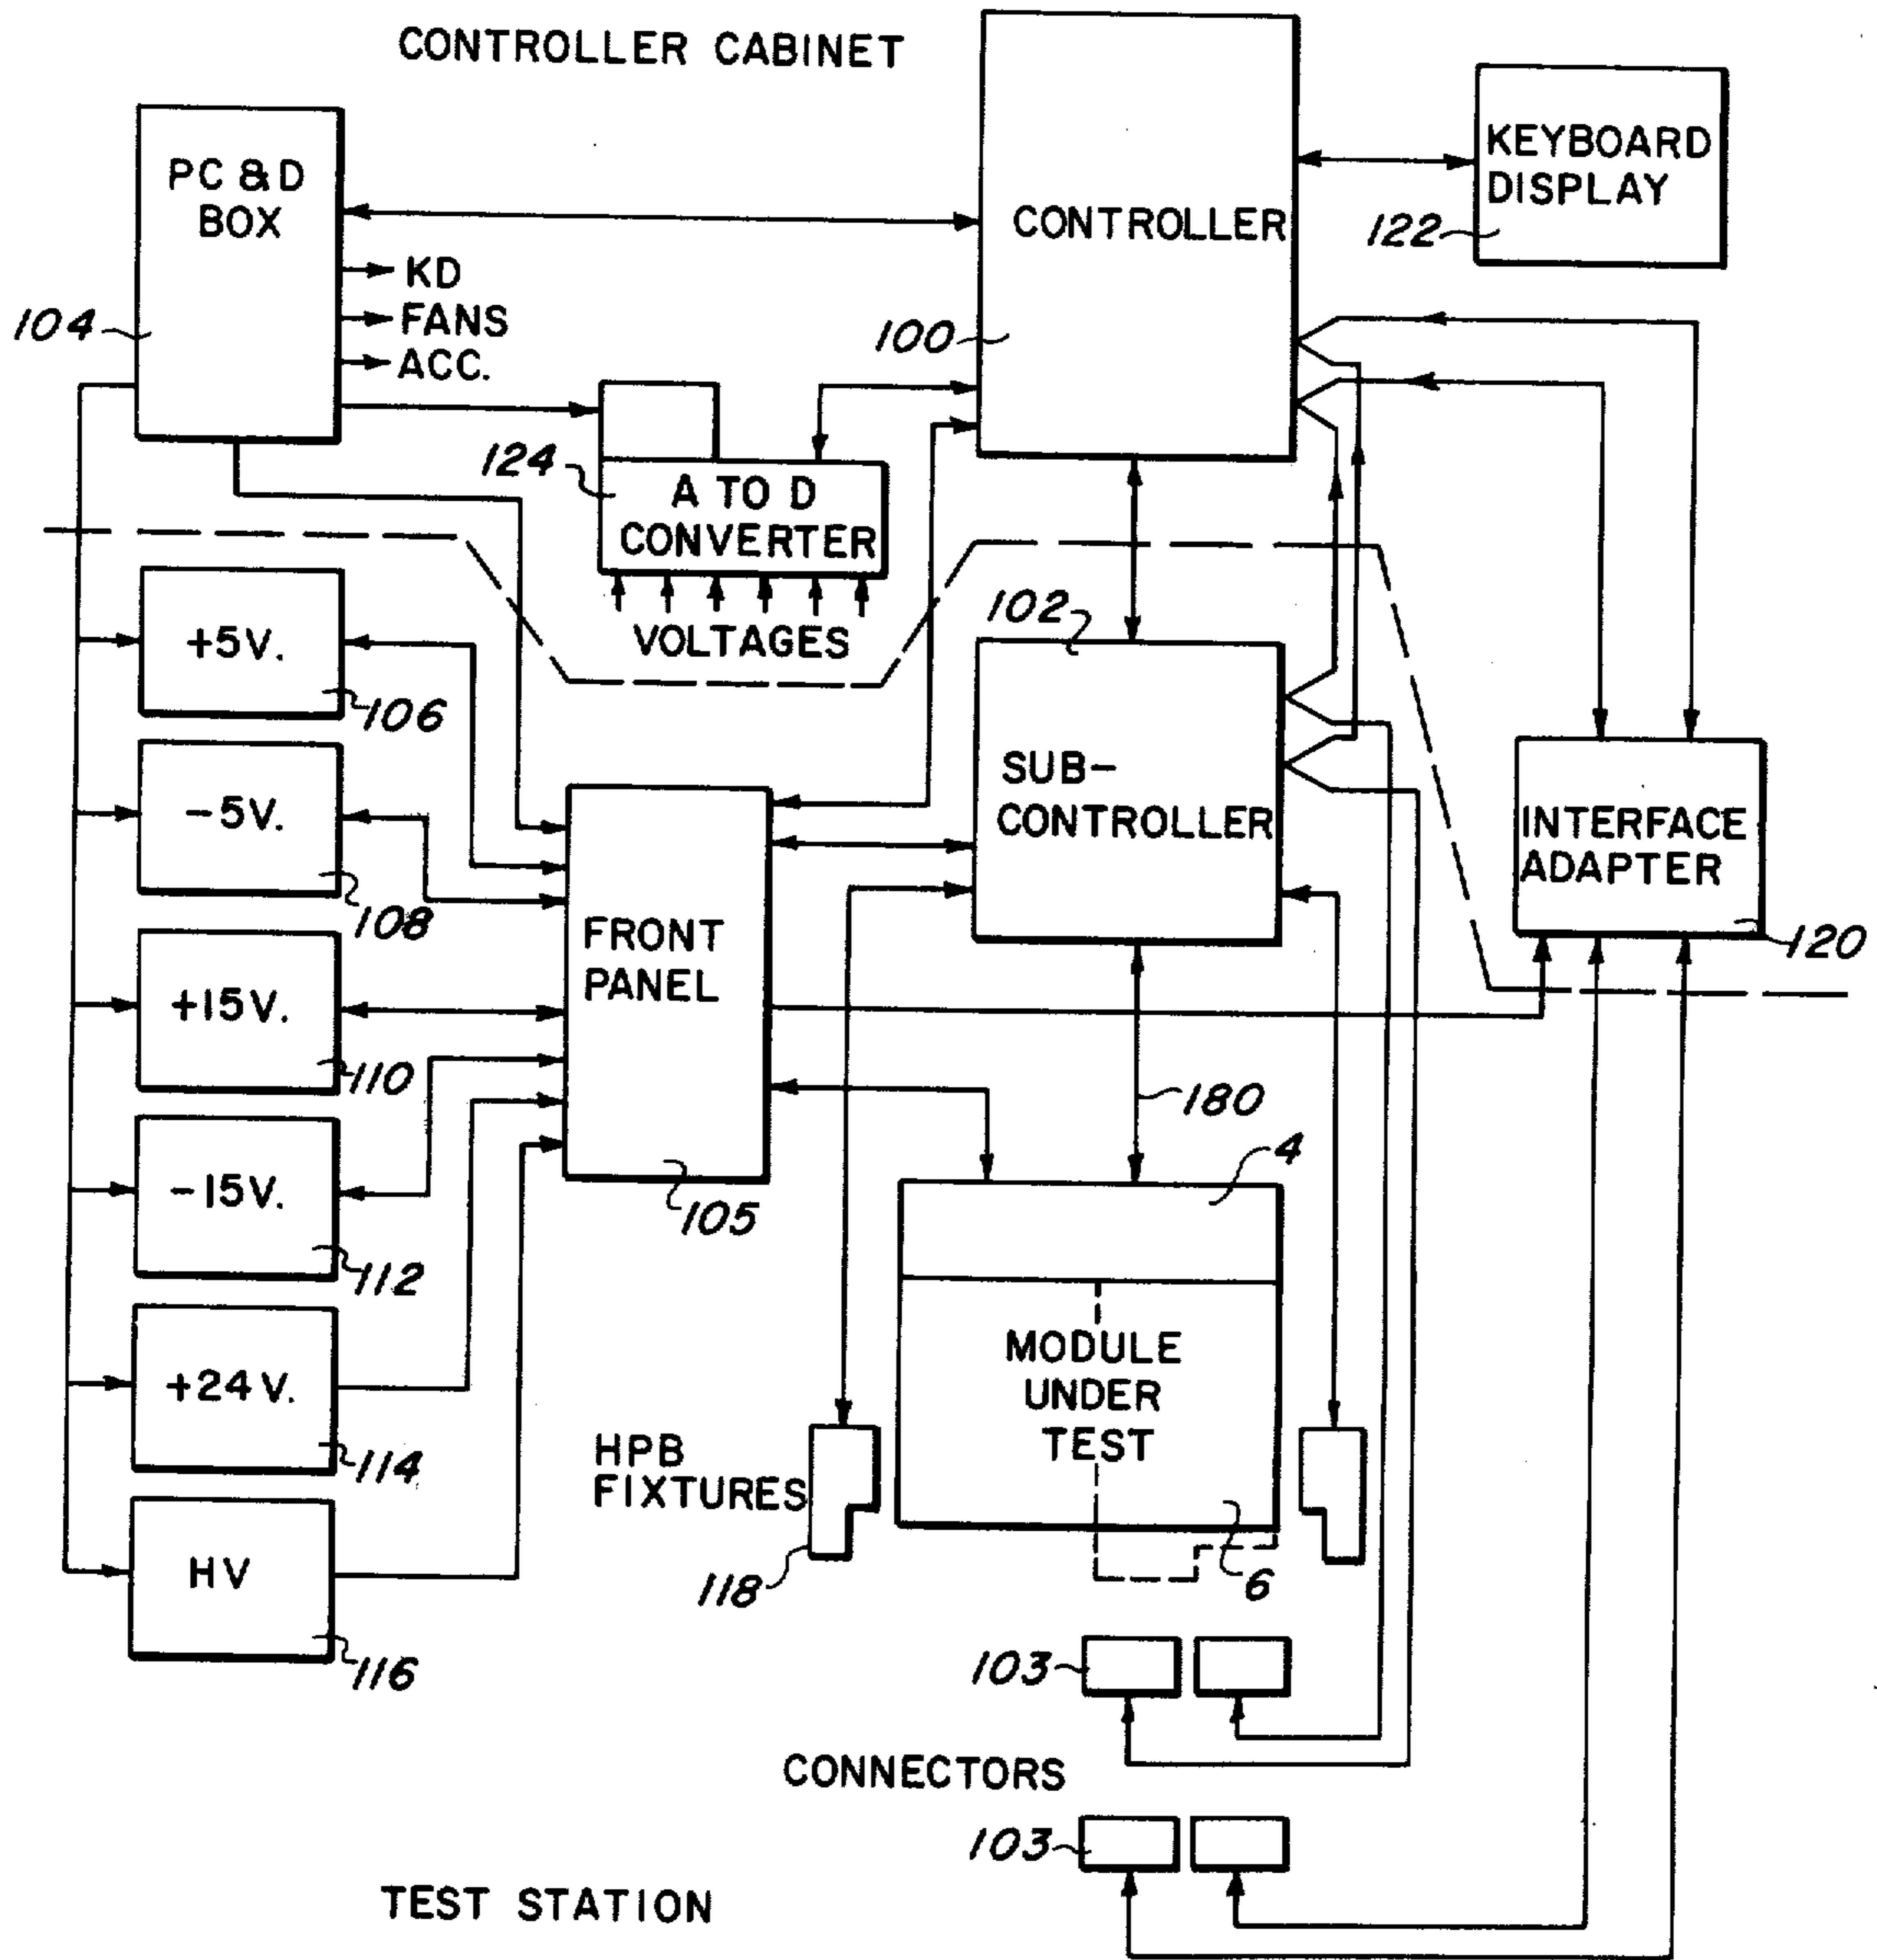 CONTROLLER CABINET
PC & D
BOX
KD
FANS
ACC.
104
CONTROLLER
100
KEYBOARD
DISPLAY
122
124
A TO D
CONVERTER
VOLTAGES
102
SUB-
CONTROLLER
INTERFACE
ADAPTER
120
+5V.
106
-5V.
108
+15V.
110
-15V.
112
+24V.
114
HV
116
FRONT
PANEL
105
180
4
MODULE
UNDER
TEST
6
HPB
FIXTURES
118
103
CONNECTORS
103
TEST STATION